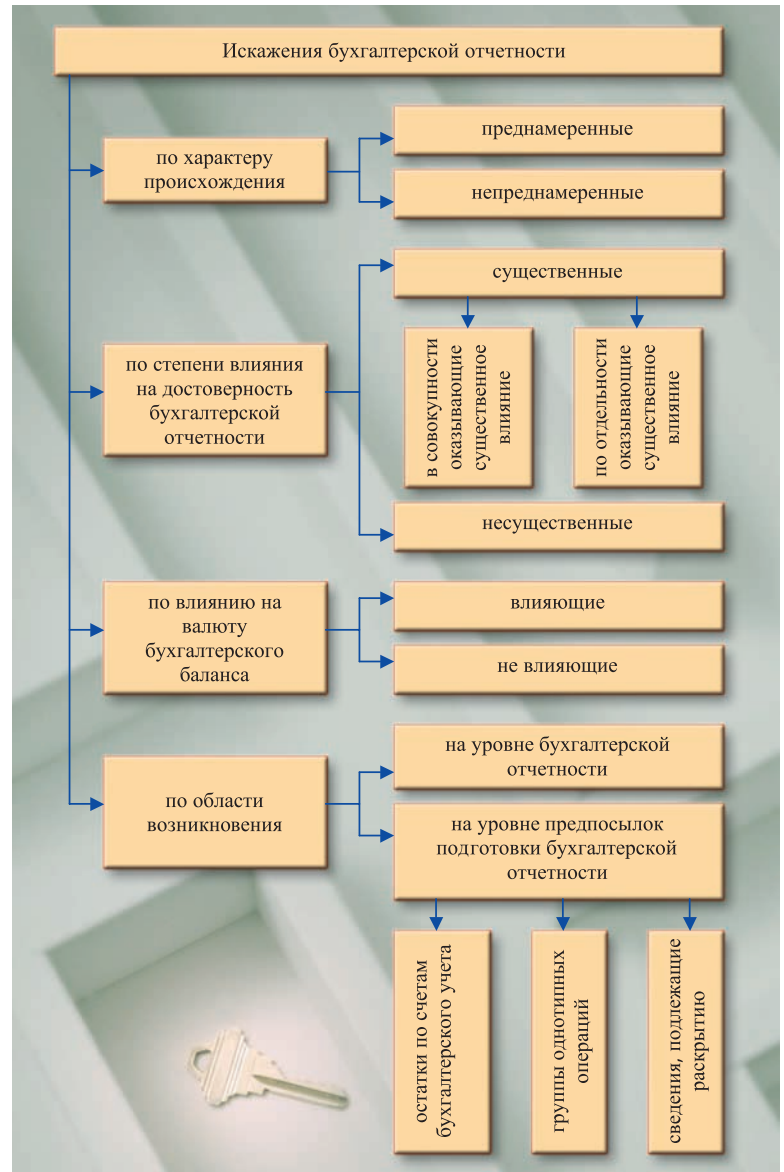 Искажения бухгалтерской отчетности
по характеру
происхождения
преднамеренные
непреднамеренные
по степени влияния
на достоверность
бухгалтерской
отчетности
существенные
в совокупности
оказывающие
существенное
влияние
по отдельности
оказывающие
существенное
влияние
несущественные
по влиянию на
валюту
бухгалтерского
баланса
влияющие
не влияющие
по области
возникновения
на уровне бухгалтерской
отчетности
на уровне предпосылок
подготовки бухгалтерской
отчетности
остатки по счетам
бухгалтерского учета
группы однотипных
операций
сведения, подлежащие
раскрытию